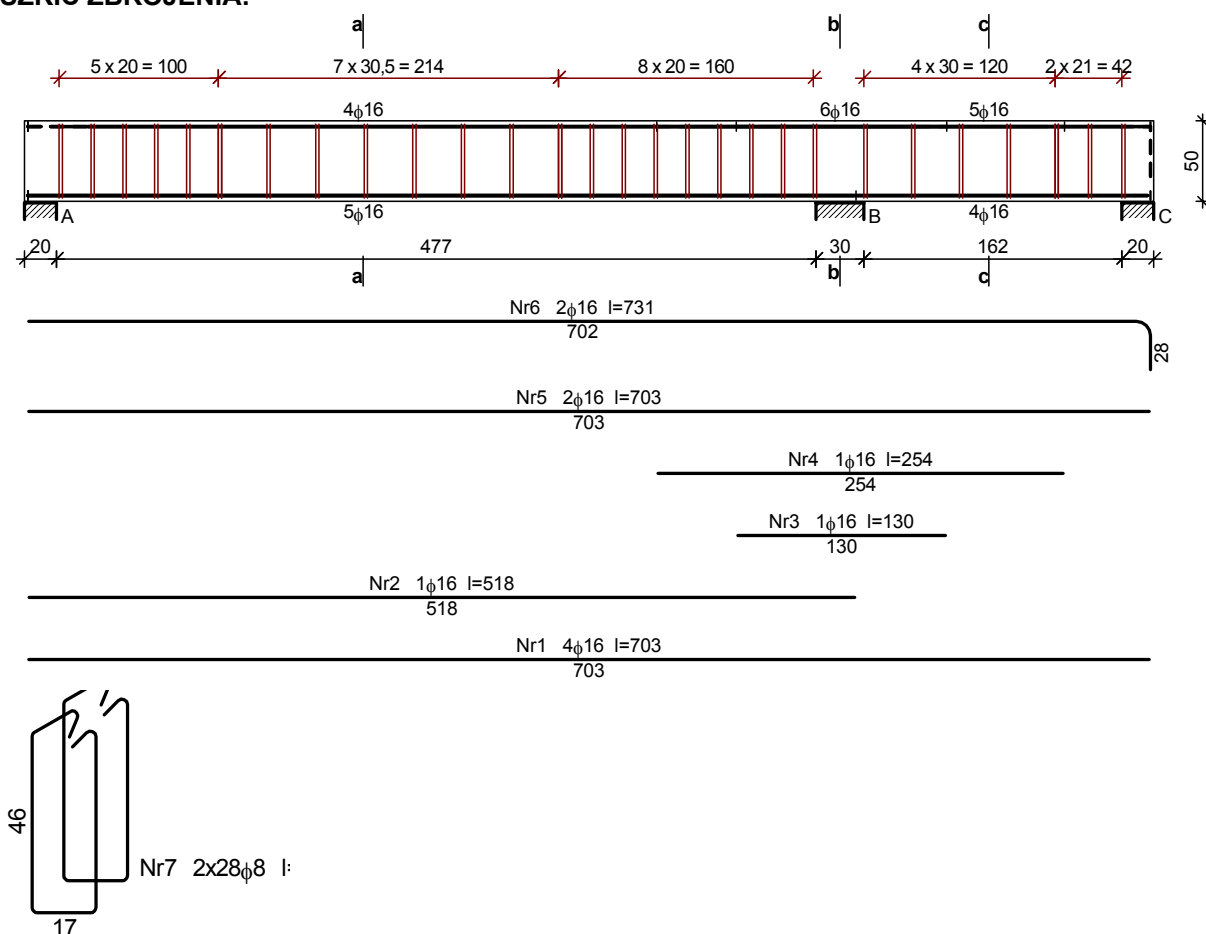 SZKIC ZBROJENIA:
a b c
5 x 20 = 100 7 x 30,5 = 214 8 x 20 = 160 4 x 30 = 120 2 x 21 = 42
4ϕ16 6ϕ16 5ϕ16
50
A B C
5ϕ16 4ϕ16
20 477 30 162 20
a b c
Nr6 2ϕ16 l=731
702
28
Nr5 2ϕ16 l=703
703
Nr4 1ϕ16 l=254
254
Nr3 1ϕ16 l=130
130
Nr2 1ϕ16 l=518
518
Nr1 4ϕ16 l=703
703
46
Nr7 2x28ϕ8 l
17